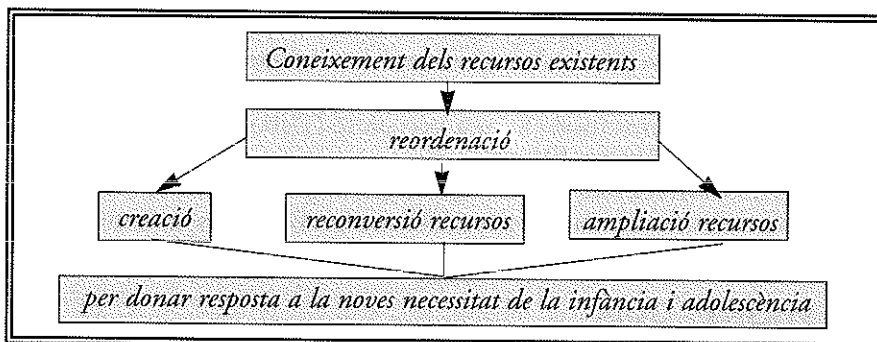 Coneixement dels recursos existents
reordenació
creació
reconversió recursos
ampliació recursos
per donar resposta a la noves necessitat de la infància i adolescència